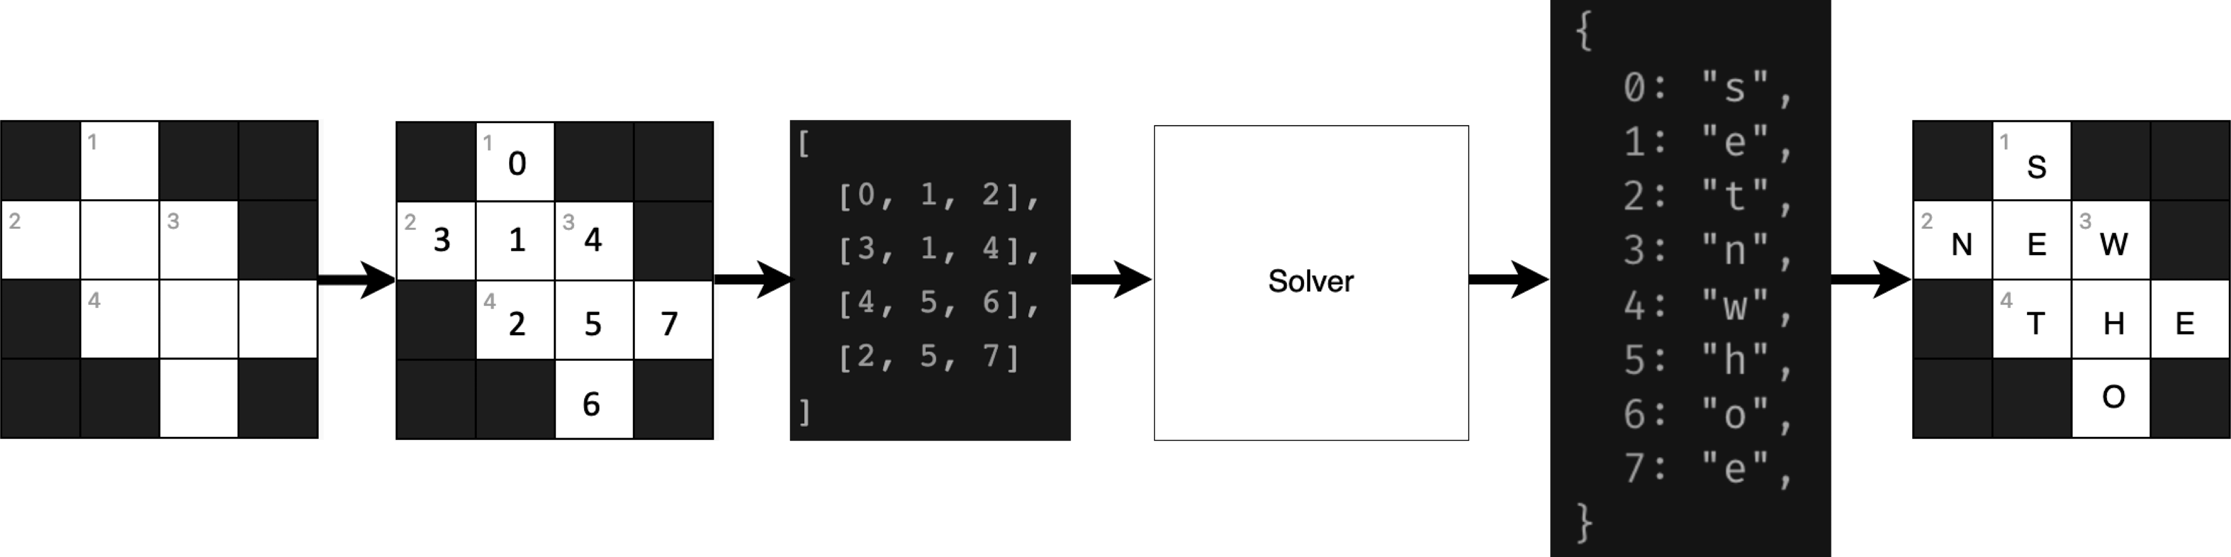 1
2 3
4
1 0
2 3 1 3 4
4 2 5 7
6
[
[0, 1, 2],
[3, 1, 4],
[4, 5, 6],
[2, 5, 7]
]
Solver
{
0: "s",
1: "e",
2: "t",
3: "n",
4: "w",
5: "h",
6: "o",
7: "e",
}
1 S
2 N E 3 W
4 T H E
O